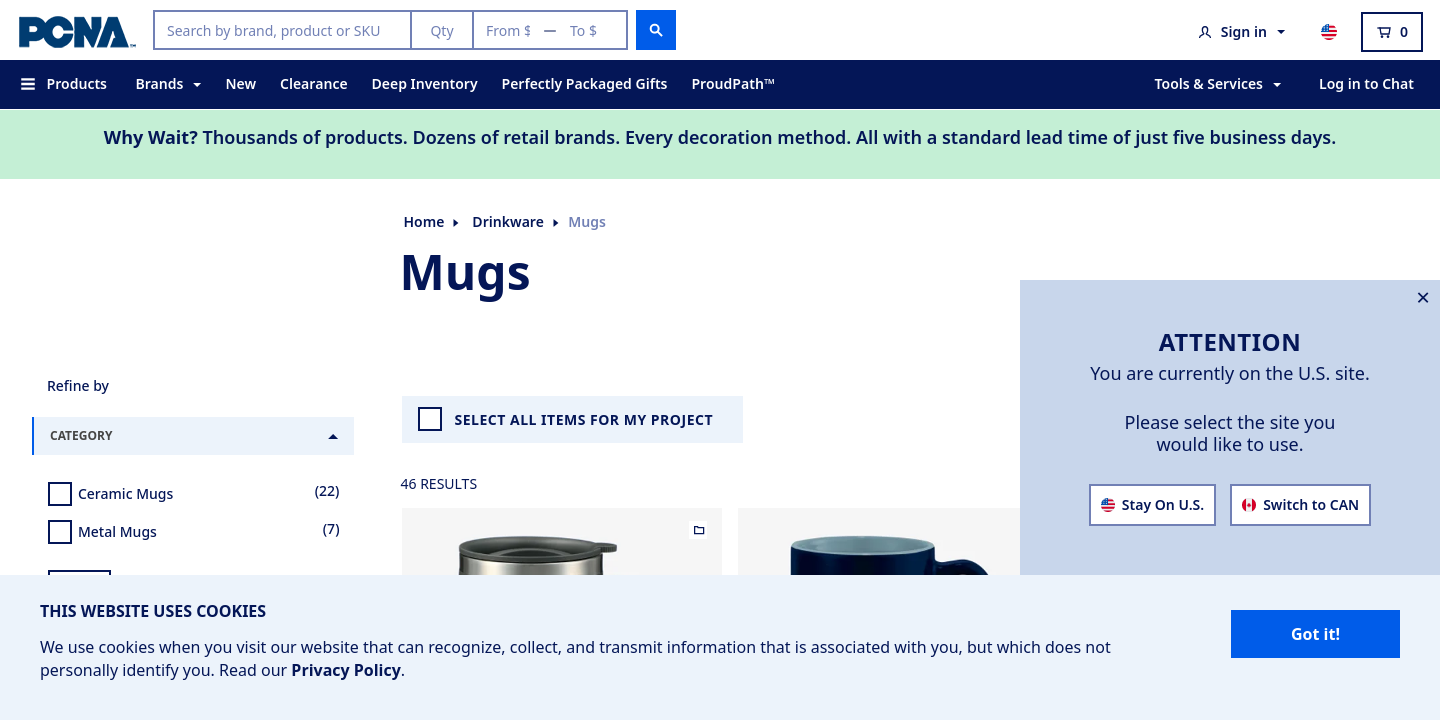 PCNA™
Search by brand, product or SKU
Qty
From $ — To $
Sign in
0
Products
Brands
New
Clearance
Deep Inventory
Perfectly Packaged Gifts
ProudPath™
Tools & Services
Log in to Chat
Why Wait? Thousands of products. Dozens of retail brands. Every decoration method. All with a standard lead time of just five business days.
Home
Drinkware
Mugs
Mugs
Refine by
CATEGORY
Ceramic Mugs (22)
Metal Mugs (7)
SELECT ALL ITEMS FOR MY PROJECT
46 RESULTS
ATTENTION
You are currently on the U.S. site.
Please select the site you
would like to use.
Stay On U.S.
Switch to CAN
THIS WEBSITE USES COOKIES
We use cookies when you visit our website that can recognize, collect, and transmit information that is associated with you, but which does not
personally identify you. Read our Privacy Policy.
Got it!